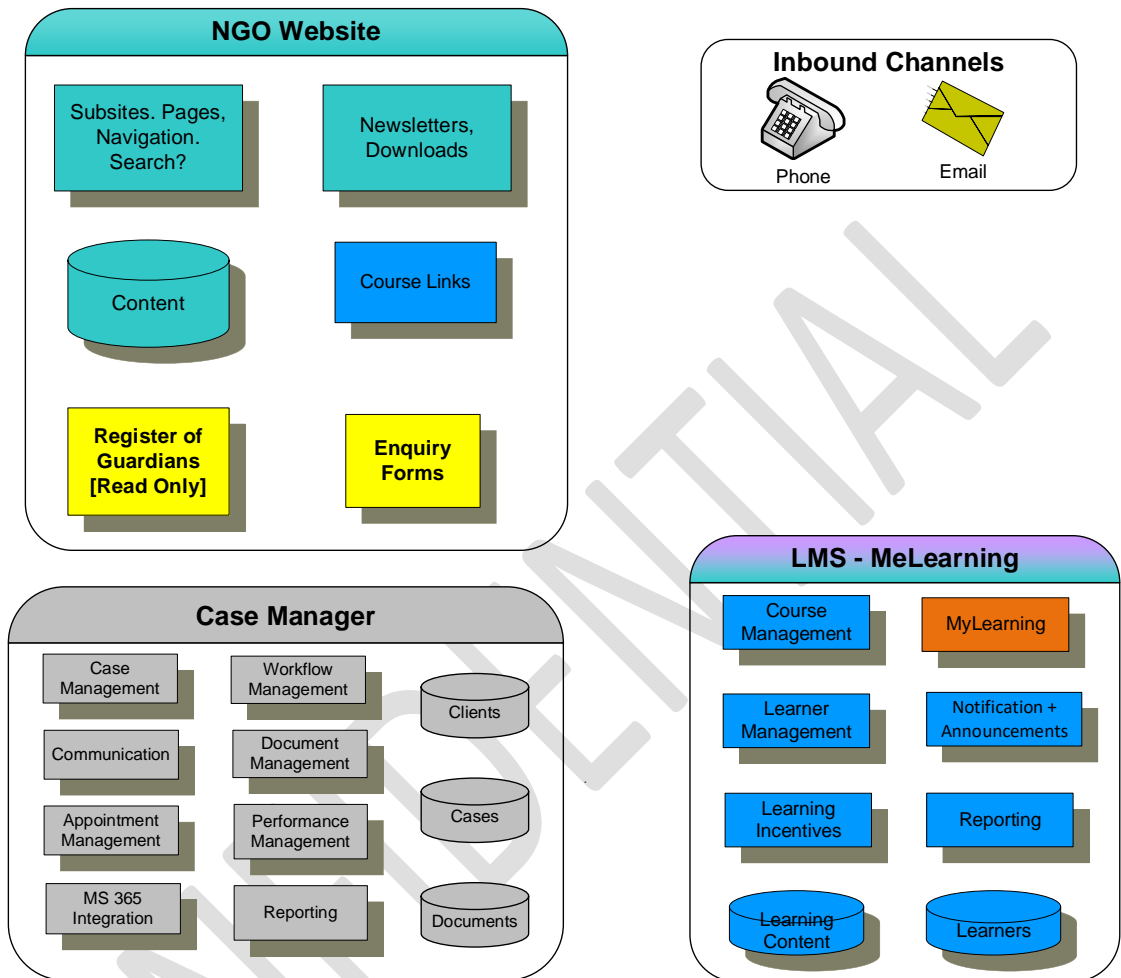 NGO Website
Subsites. Pages,
Navigation.
Search?
Newsletters,
Downloads
Content
Course Links
Register of
Guardians
[Read Only]
Enquiry
Forms
Inbound Channels
Phone
Email
Case Manager
Case
Management
Workflow
Management
Clients
Communication
Document
Management
Cases
Appointment
Management
Performance
Management
MS 365
Integration
Reporting
Documents
LMS - MeLearning
Course
Management
MyLearning
Learner
Management
Notification +
Announcements
Learning
Incentives
Reporting
Learning
Content
Learners
NFIDENTIAL